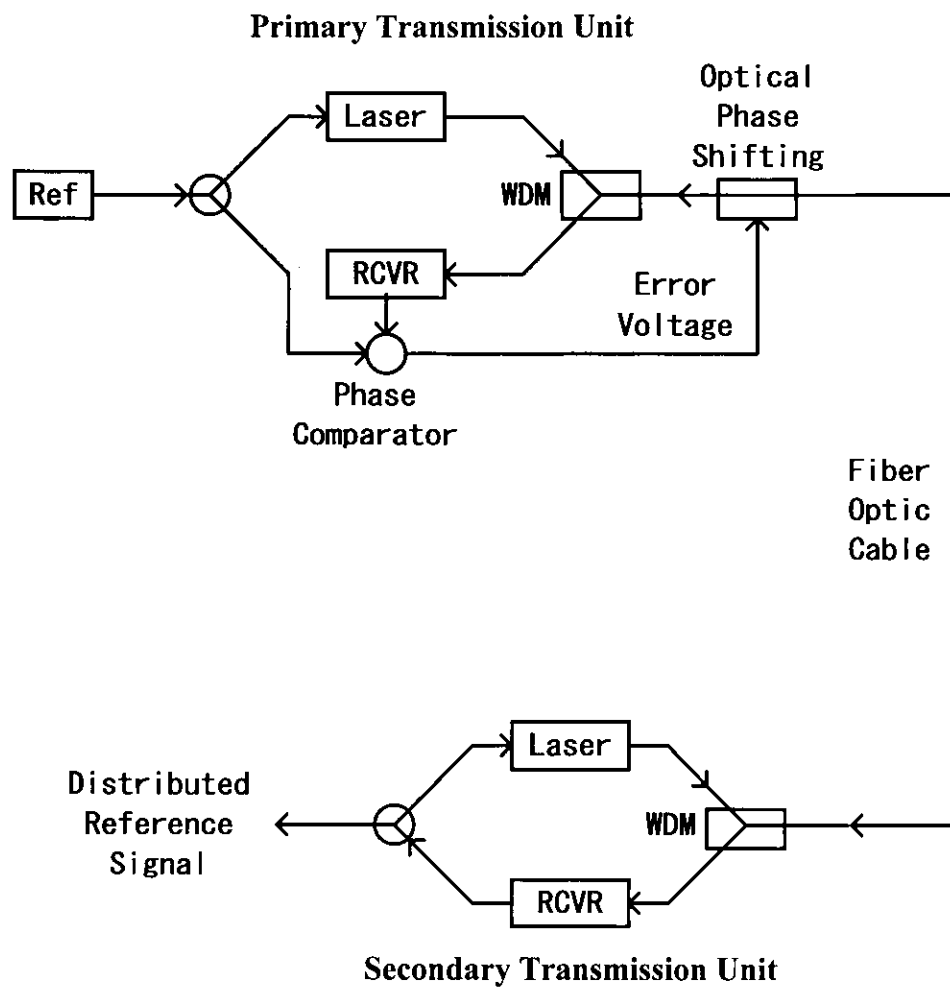 Primary Transmission Unit
Optical
Phase
Shifting
Laser
Ref
WDM
RCVR
Error
Voltage
Phase
Comparator
Fiber
Optic
Cable
Laser
Distributed
Reference
Signal
WDM
RCVR
Secondary Transmission Unit